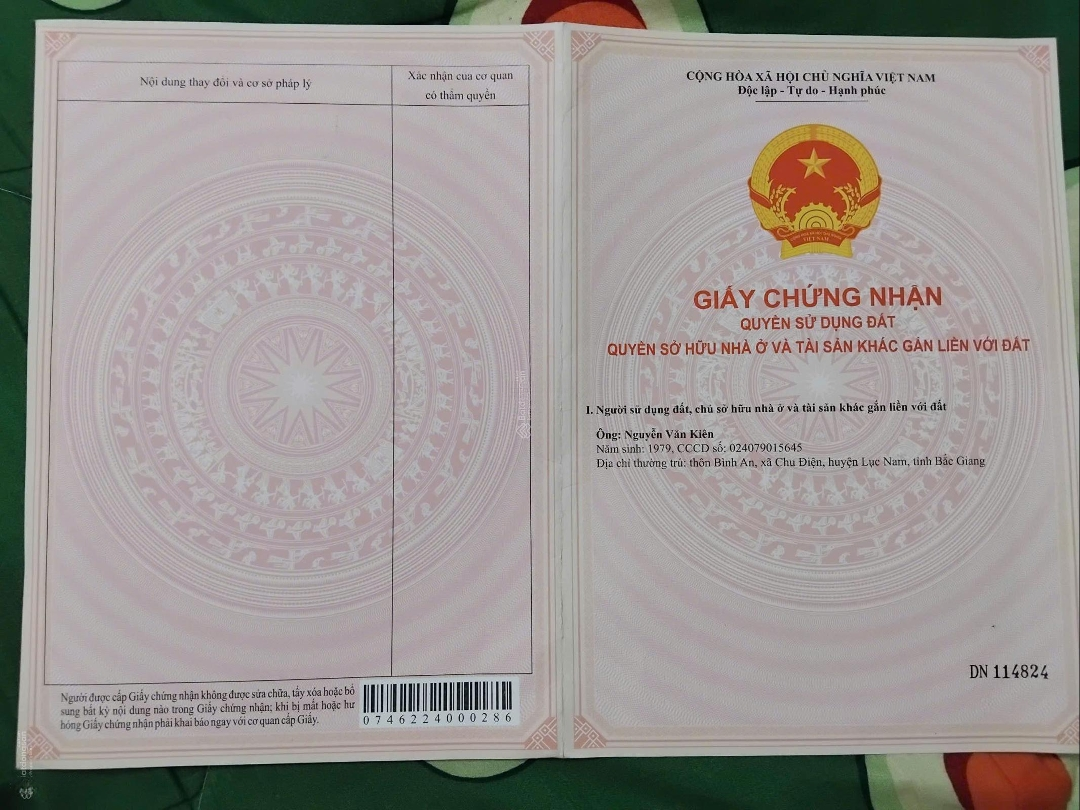 Nội dung thay đổi và cơ sở pháp lý
Xác nhận của cơ quan
có thẩm quyền
Người được cấp Giấy chứng nhận không được sửa chữa, tẩy xóa hoặc bổ
sung bất kỳ nội dung nào trong Giấy chứng nhận; khi bị mất hoặc hư
hỏng Giấy chứng nhận phải khai báo ngay với cơ quan cấp Giấy.
0746224000286
CỘNG HÒA XÃ HỘI CHỦ NGHĨA VIỆT NAM
Độc lập - Tự do - Hạnh phúc
VIỆT NAM
GIẤY CHỨNG NHẬN
QUYỀN SỬ DỤNG ĐẤT
QUYỀN SỞ HỮU NHÀ Ở VÀ TÀI SẢN KHÁC GẮN LIỀN VỚI ĐẤT
I. Người sử dụng đất, chủ sở hữu nhà ở và tài sản khác gắn liền với đất
Ông: Nguyễn Văn Kiên
Năm sinh: 1979, CCCD số: 024079015645
Địa chỉ thường trú: thôn Bình An, xã Chu Điện, huyện Lục Nam, tỉnh Bắc Giang
DN 114824